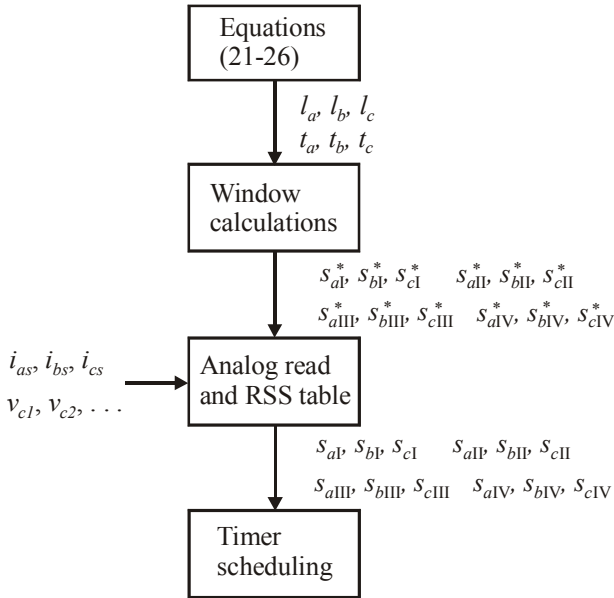 Equations
(21-26)
l_a, l_b, l_c
t_a, t_b, t_c
Window
calculations
s*_aI, s*_bI, s*_cI s*_aII, s*_bII, s*_cII
s*_aIII, s*_bIII, s*_cIII s*_aIV, s*_bIV, s*_cIV
i_as, i_bs, i_cs
v_c1, v_c2, . . .
Analog read
and RSS table
s_aI, s_bI, s_cI s_aII, s_bII, s_cII
s_aIII, s_bIII, s_cIII s_aIV, s_bIV, s_cIV
Timer
scheduling